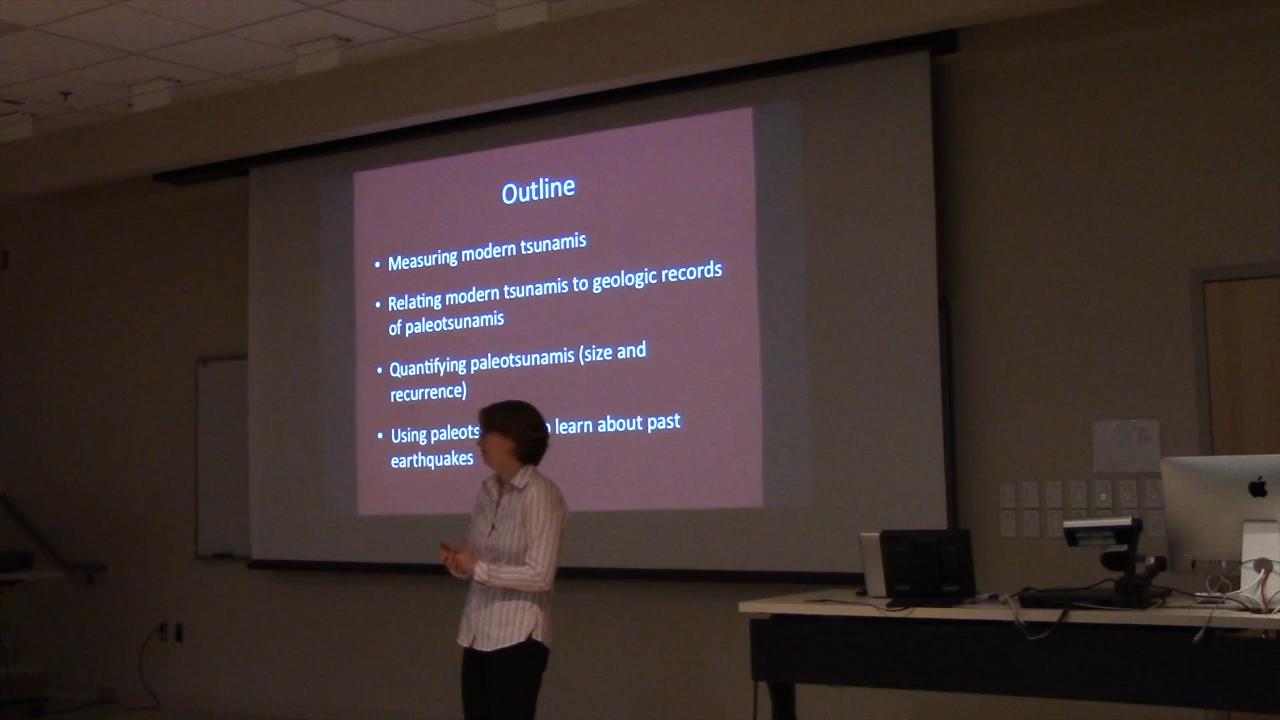 Outline
• Measuring modern tsunamis
• Relating modern tsunamis to geologic records
of paleotsunamis
• Quantifying paleotsunamis (size and
recurrence)
• Using learn about past
earthquakes